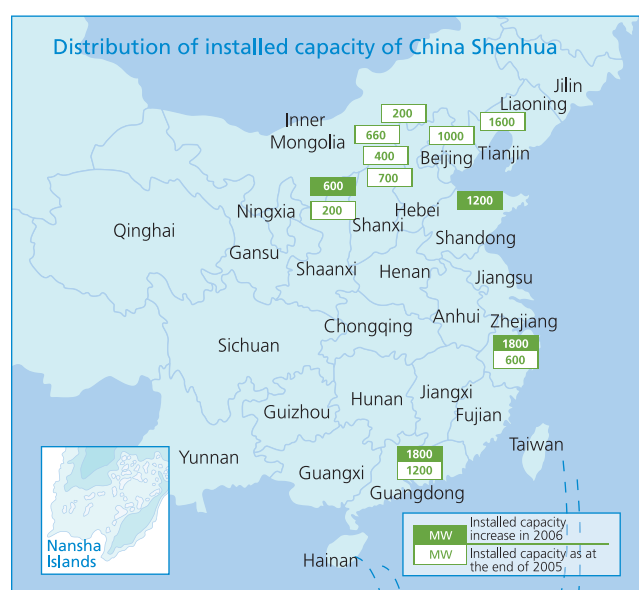 Distribution of installed capacity of China Shenhua
Jilin
Liaoning
200
1600
Inner
Mongolia
660
1000
400
Beijing
Tianjin
700
600
1200
Ningxia
200
Hebei
Shanxi
Qinghai
Shandong
Gansu
Shaanxi
Henan
Jiangsu
Anhui
Zhejiang
Chongqing
1800
Sichuan
600
Hunan
Jiangxi
Guizhou
Fujian
Taiwan
1800
Yunnan
Guangxi
1200
Guangdong
MW
Installed capacity
increase in 2006
MW
Installed capacity as at
the end of 2005
Nansha
Islands
Hainan